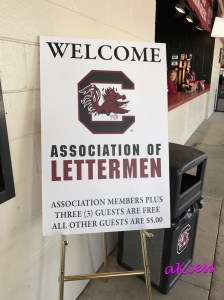 WELCOME
ASSOCIATION OF
LETTERMEN
ASSOCIATION MEMBERS PLUS
THREE (3) GUESTS ARE FREE
ALL OTHER GUESTS ARE $5.00